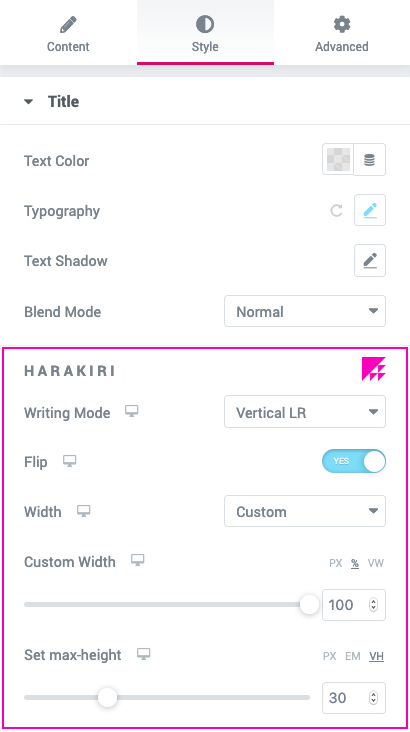 Content Style Advanced
Title
Text Color
Typography
Text Shadow
Blend Mode Normal
HARAKIRI
Writing Mode Vertical LR
Flip YES
Width Custom
Custom Width PX % VW
100
Set max-height PX EM VH
30